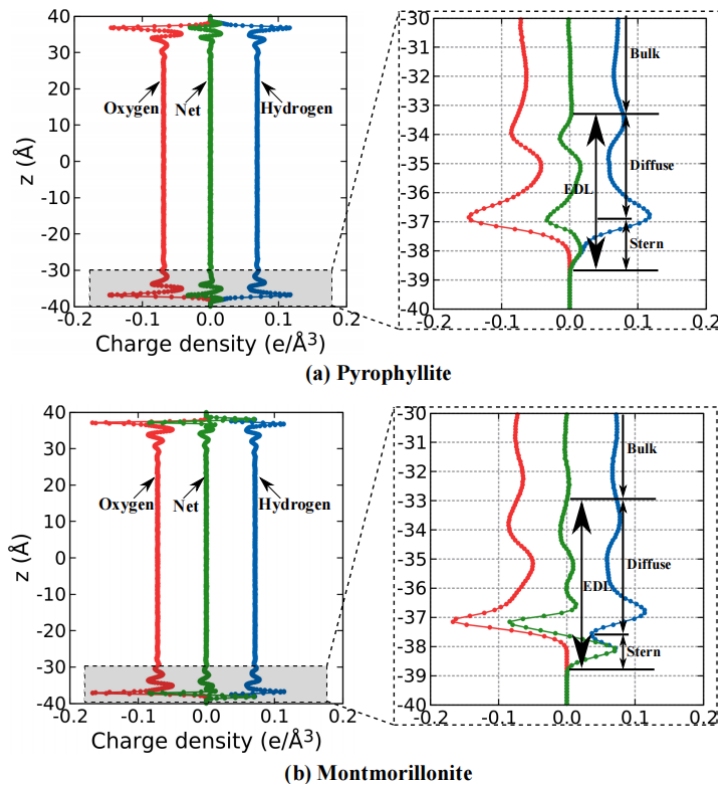 40
30
20
10
0
-10
-20
-30
-40
z (Å)
-0.2 -0.1 0.0 0.1 0.2
Charge density (e/Å3)
Oxygen
Net
Hydrogen
-30
-31
-32
-33
-34
-35
-36
-37
-38
-39
-40
-0.2 -0.1 0.0 0.1 0.2
Bulk
Diffuse
EDL
Stern
(a) Pyrophyllite
40
30
20
10
0
-10
-20
-30
-40
z (Å)
-0.2 -0.1 0.0 0.1 0.2
Charge density (e/Å3)
Oxygen
Net
Hydrogen
-30
-31
-32
-33
-34
-35
-36
-37
-38
-39
-40
-0.2 -0.1 0.0 0.1 0.2
Bulk
Diffuse
EDL
Stern
(b) Montmorillonite